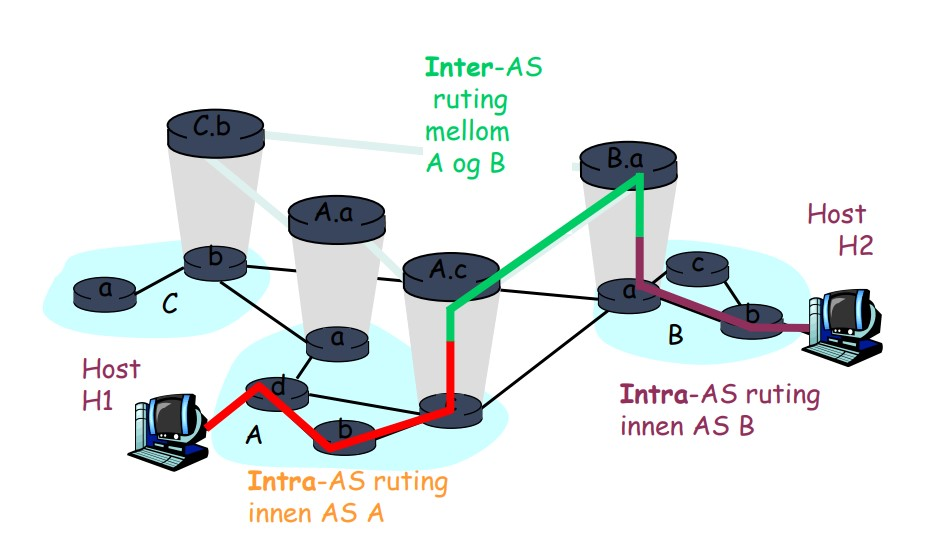 Inter-AS
ruting
mellom
A og B
C.b
B.a
A.a
A.c
Host
H2
b
a
C
c
a
b
B
a
Host
H1
d
b
A
Intra-AS ruting
innen AS B
Intra-AS ruting
innen AS A